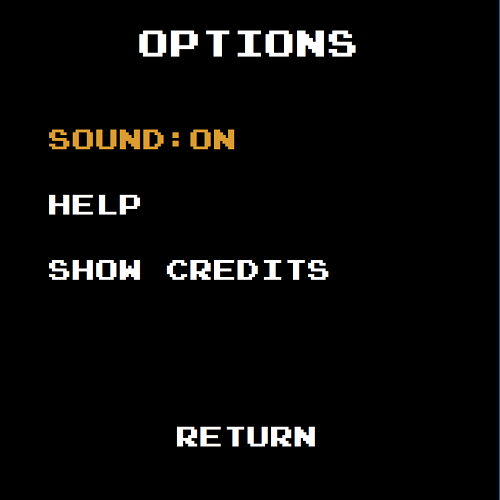 OPTIONS
SOUND:ON
HELP
SHOW CREDITS
RETURN